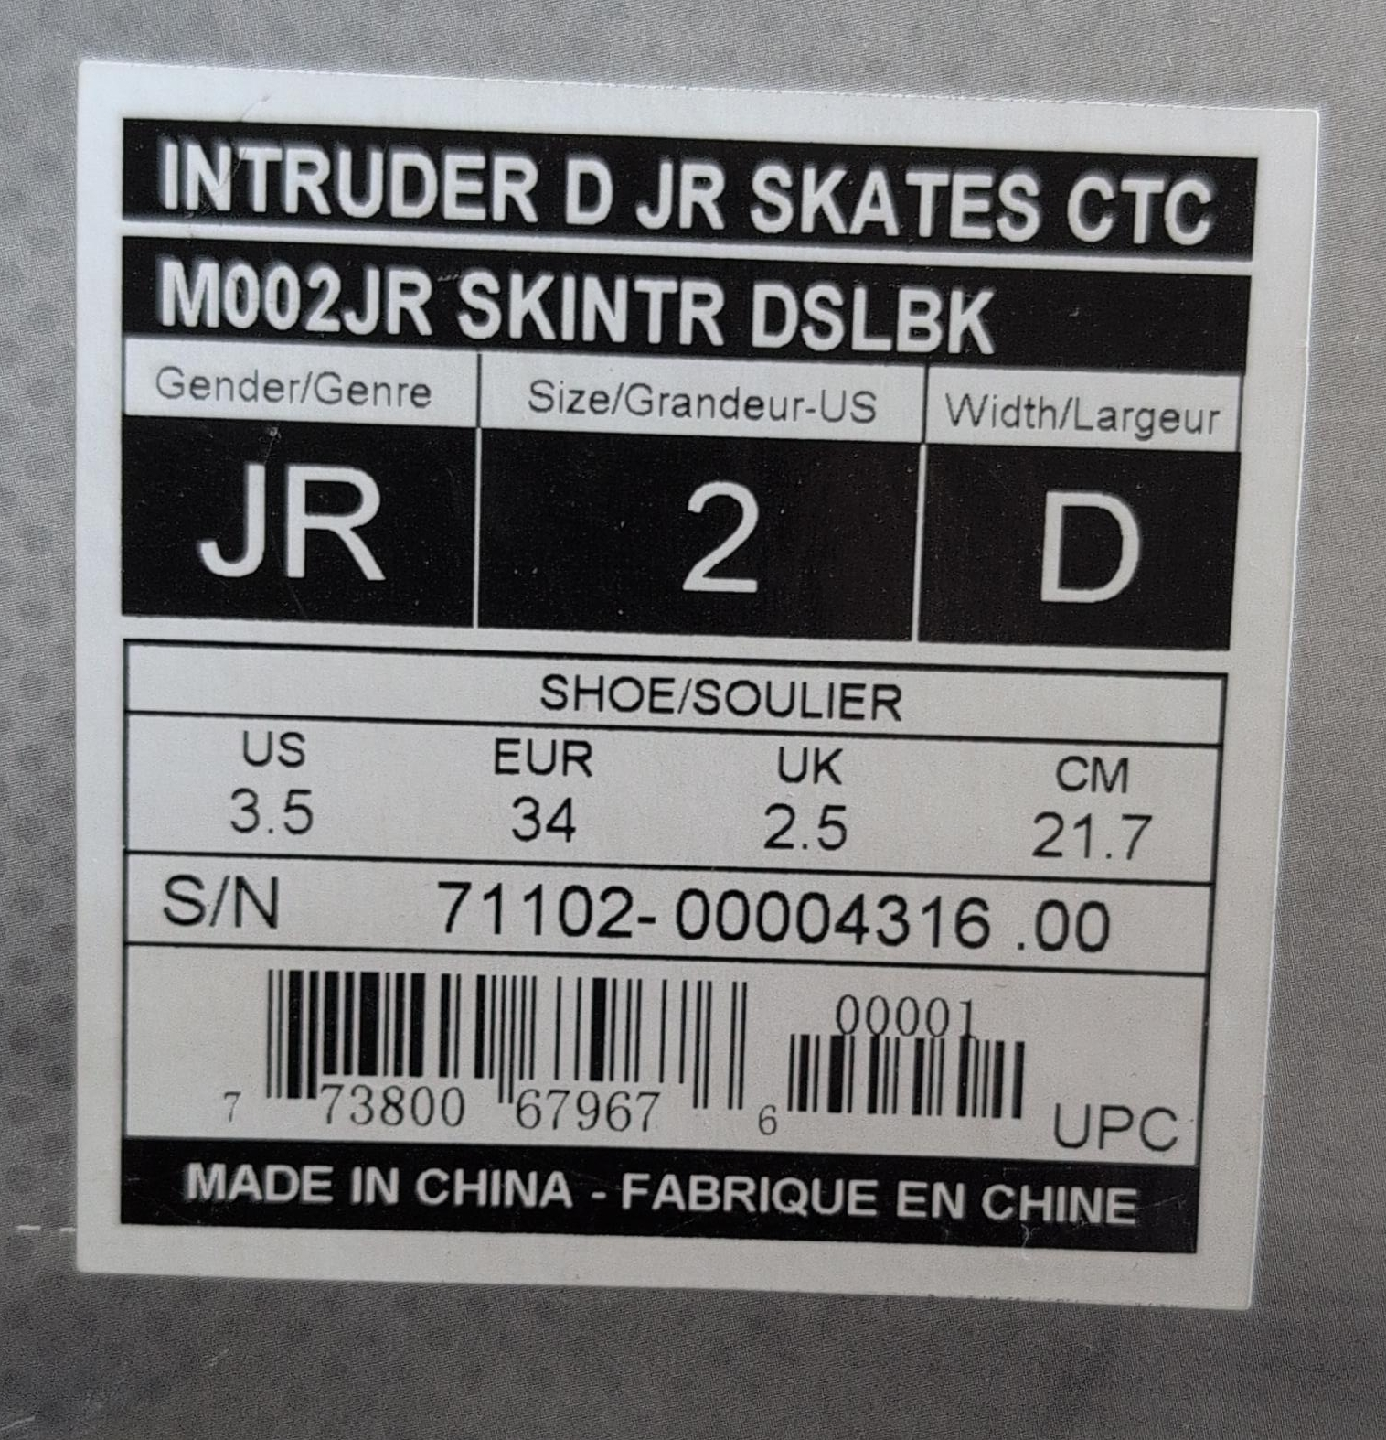 INTRUDER D JR SKATES CTC
M002JR SKINTR DSLBK
Gender/Genre Size/Grandeur-US Width/Largeur
JR 2 D
SHOE/SOULIER
US EUR UK CM
3.5 34 2.5 21.7
S/N 71102-00004316 .00
00001
7 73800 67967 6 UPC
MADE IN CHINA - FABRIQUE EN CHINE